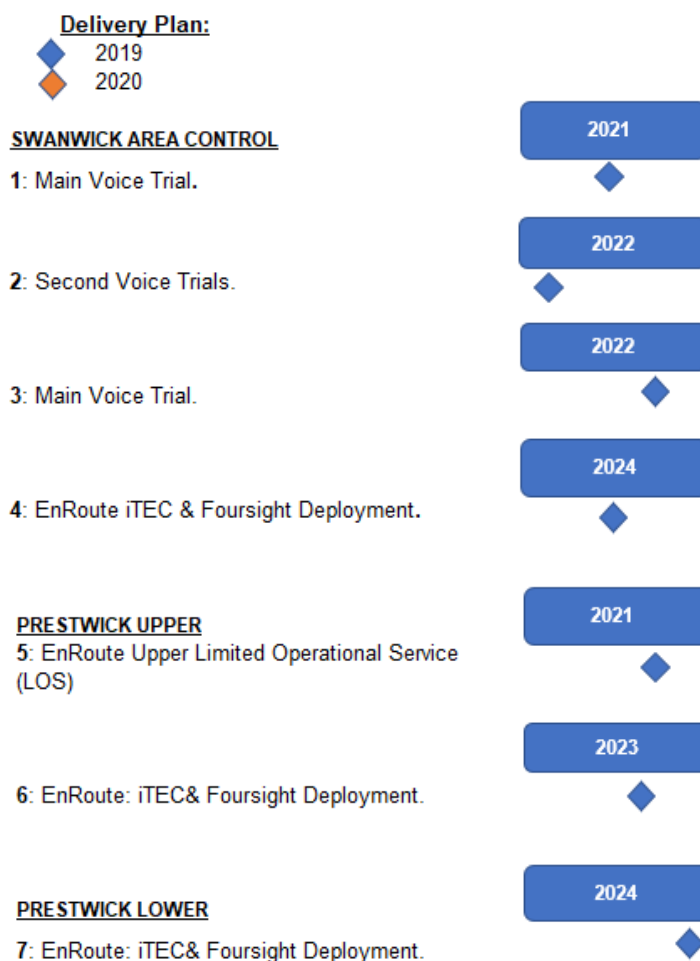 Delivery Plan:
2019
2020
SWANWICK AREA CONTROL
2021
1: Main Voice Trial.
2022
2: Second Voice Trials.
2022
3: Main Voice Trial.
2024
4: EnRoute iTEC & Foursight Deployment.
2021
PRESTWICK UPPER
5: EnRoute Upper Limited Operational Service
(LOS)
2023
6: EnRoute: iTEC& Foursight Deployment.
2024
PRESTWICK LOWER
7: EnRoute: iTEC& Foursight Deployment.